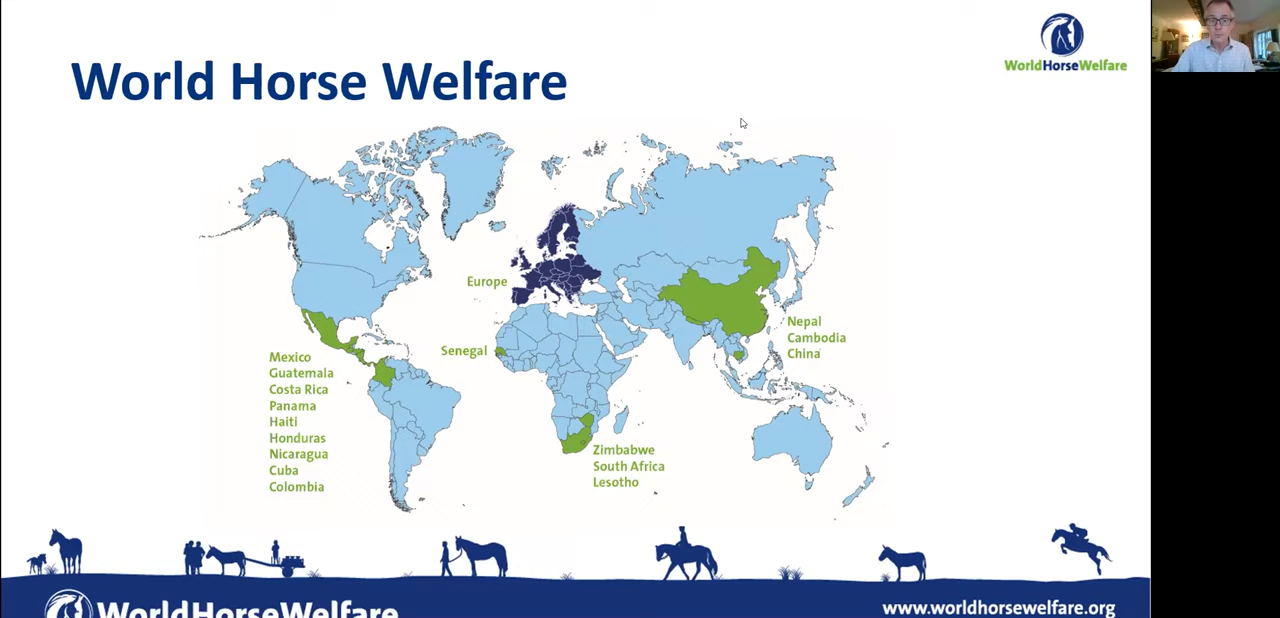 World Horse Welfare
WorldHorseWelfare
Europe
Senegal
Nepal
Cambodia
China
Mexico
Guatemala
Costa Rica
Panama
Haiti
Honduras
Nicaragua
Cuba
Colombia
Zimbabwe
South Africa
Lesotho
WorldHorseWelfare
www.worldhorsewelfare.org